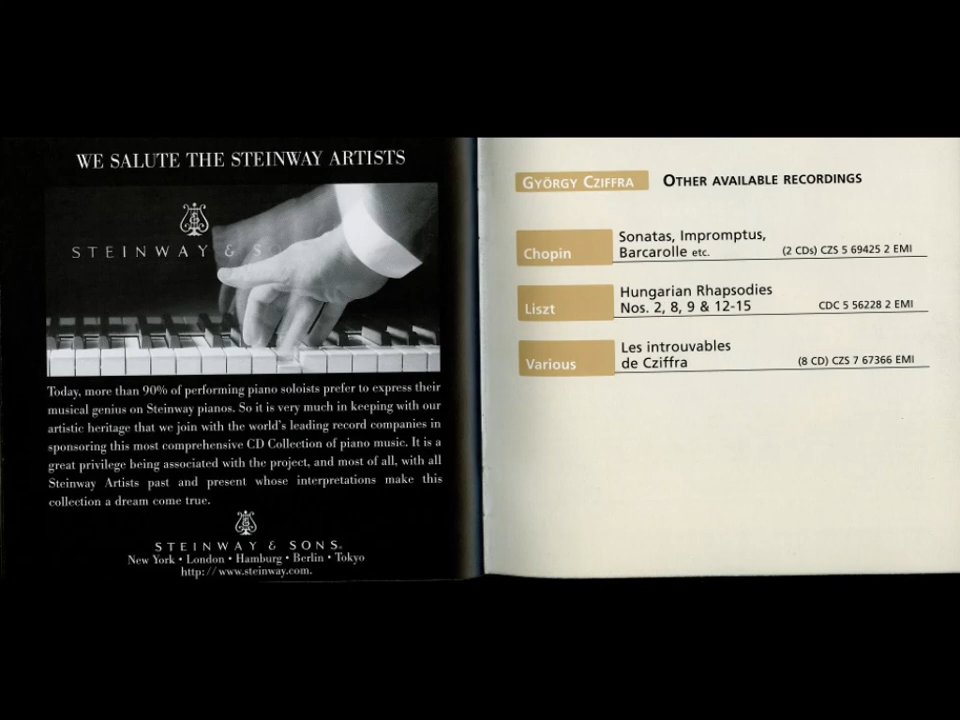 WE SALUTE THE STEINWAY ARTISTS
STEINWAY & S
Today, more than 90% of performing piano soloists prefer to express their
musical genius on Steinway pianos. So it is very much in keeping with our
artistic heritage that we join with the world's leading record companies in
sponsoring this most comprehensive CD Collection of piano music. It is a
great privilege being associated with the project, and most of all, with all
Steinway Artists past and present whose interpretations make this
collection a dream come true.
STEINWAY & SONS
New York • London • Hamburg • Berlin • Tokyo
http://www.steinway.com.
GYÖRGY CZIFFRA OTHER AVAILABLE RECORDINGS
Chopin Sonatas, Impromptus,
Barcarolle etc. (2 CDs) CZS 5 69425 2 EMI
Liszt Hungarian Rhapsodies
Nos. 2, 8, 9 & 12-15 CDC 5 56228 2 EMI
Various Les introuvables
de Cziffra (8 CD) CZS 7 67366 EMI